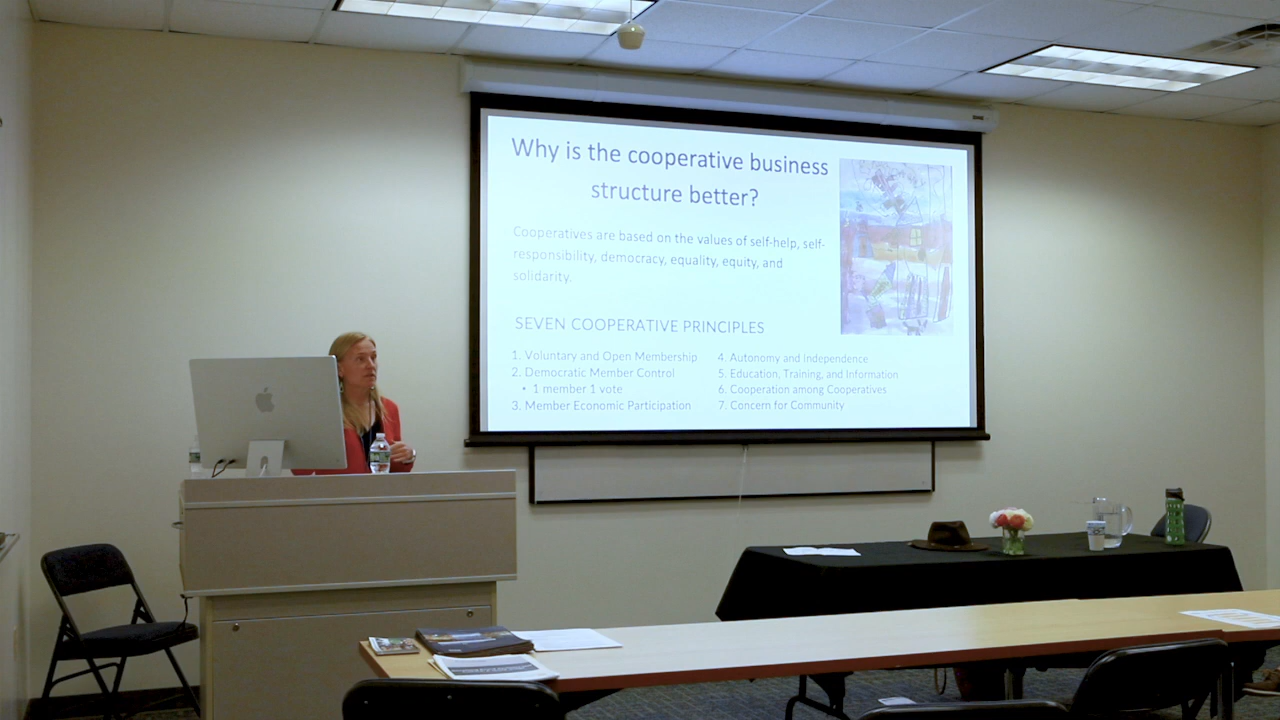 Why is the cooperative business
structure better?
Cooperatives are based on the values of self-help, self-
responsibility, democracy, equality, equity, and
solidarity.
SEVEN COOPERATIVE PRINCIPLES
1. Voluntary and Open Membership
2. Democratic Member Control
• 1 member 1 vote
3. Member Economic Participation
4. Autonomy and independence
5. Education, Training, and Information
6. Cooperation among Cooperatives
7. Concern for Community